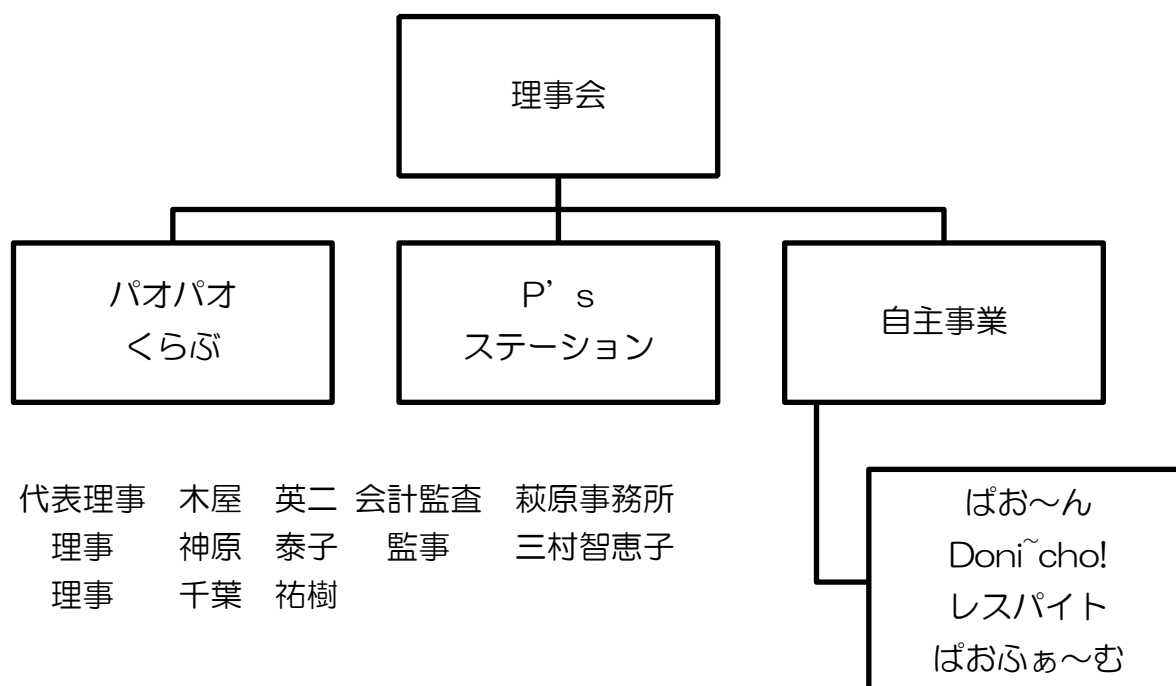 理事会
パオパオ
くらぶ
P’s
ステーション
自主事業
代表理事 木屋 英二 会計監査 萩原事務所
理事 神原 泰子 監事 三村智恵子
理事 千葉 祐樹
ぱお～ん
Doni~cho!
レスパイト
ぱおふぁ～む